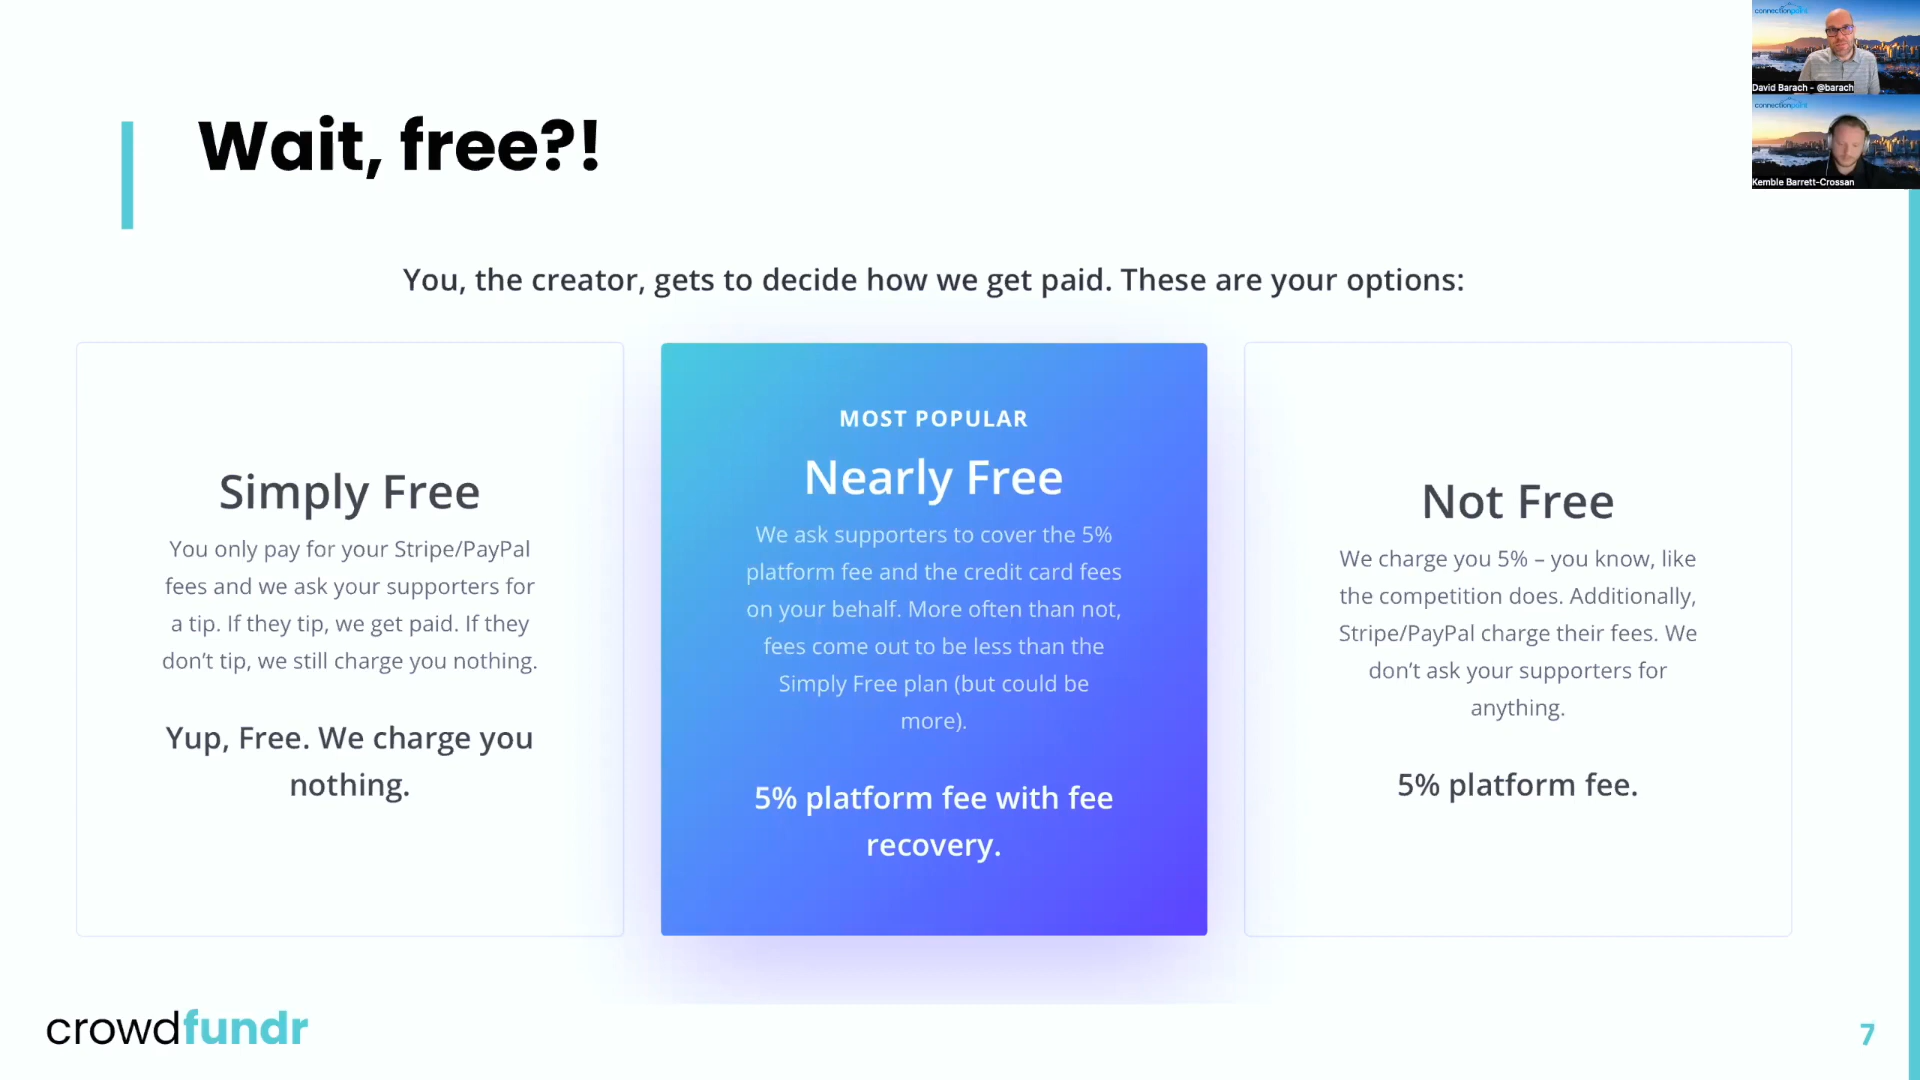 connectionpoint
David Barach - @barach
connectionpoint
Kemble Barrett-Crossan
Wait, free?!
You, the creator, gets to decide how we get paid. These are your options:
Simply Free
You only pay for your Stripe/PayPal
fees and we ask your supporters for
a tip. If they tip, we get paid. If they
don't tip, we still charge you nothing.
Yup, Free. We charge you
nothing.
MOST POPULAR
Nearly Free
We ask supporters to cover the 5%
platform fee and the credit card fees
on your behalf. More often than not,
fees come out to be less than the
Simply Free plan (but could be
more).
5% platform fee with fee
recovery.
Not Free
We charge you 5% – you know, like
the competition does. Additionally,
Stripe/PayPal charge their fees. We
don't ask your supporters for
anything.
5% platform fee.
crowdfundr
7